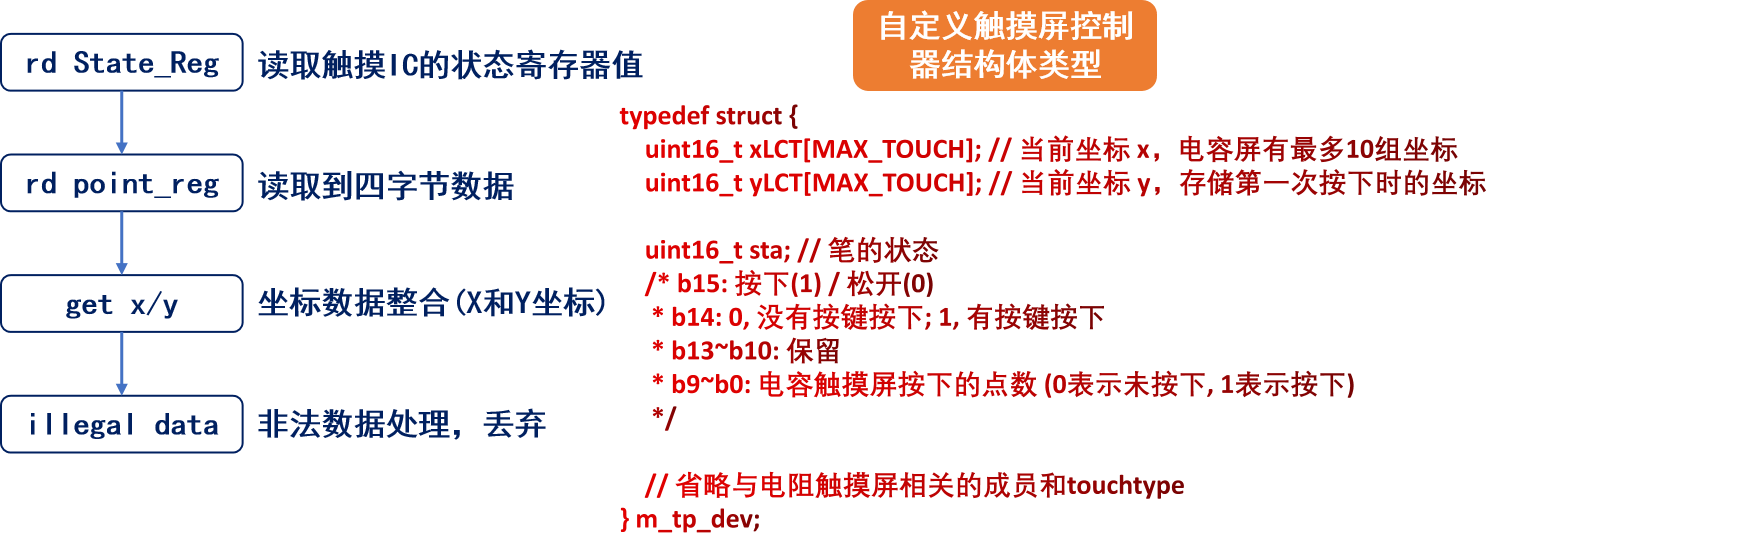 rd State_Reg
读取触摸IC的状态寄存器值
rd point_reg
读取到四字节数据
get x/y
坐标数据整合(X和Y坐标)
illegal data
非法数据处理，丢弃
自定义触摸屏控制
器结构体类型
typedef struct {
uint16_t xLCT[MAX_TOUCH]; // 当前坐标 x，电容屏有最多10组坐标
uint16_t yLCT[MAX_TOUCH]; // 当前坐标 y，存储第一次按下时的坐标
uint16_t sta; // 笔的状态
/* b15: 按下(1) / 松开(0)
* b14: 0, 没有按键按下; 1, 有按键按下
* b13~b10: 保留
* b9~b0: 电容触摸屏按下的点数 (0表示未按下, 1表示按下)
*/
// 省略与电阻触摸屏相关的成员和touchtype
} m_tp_dev;